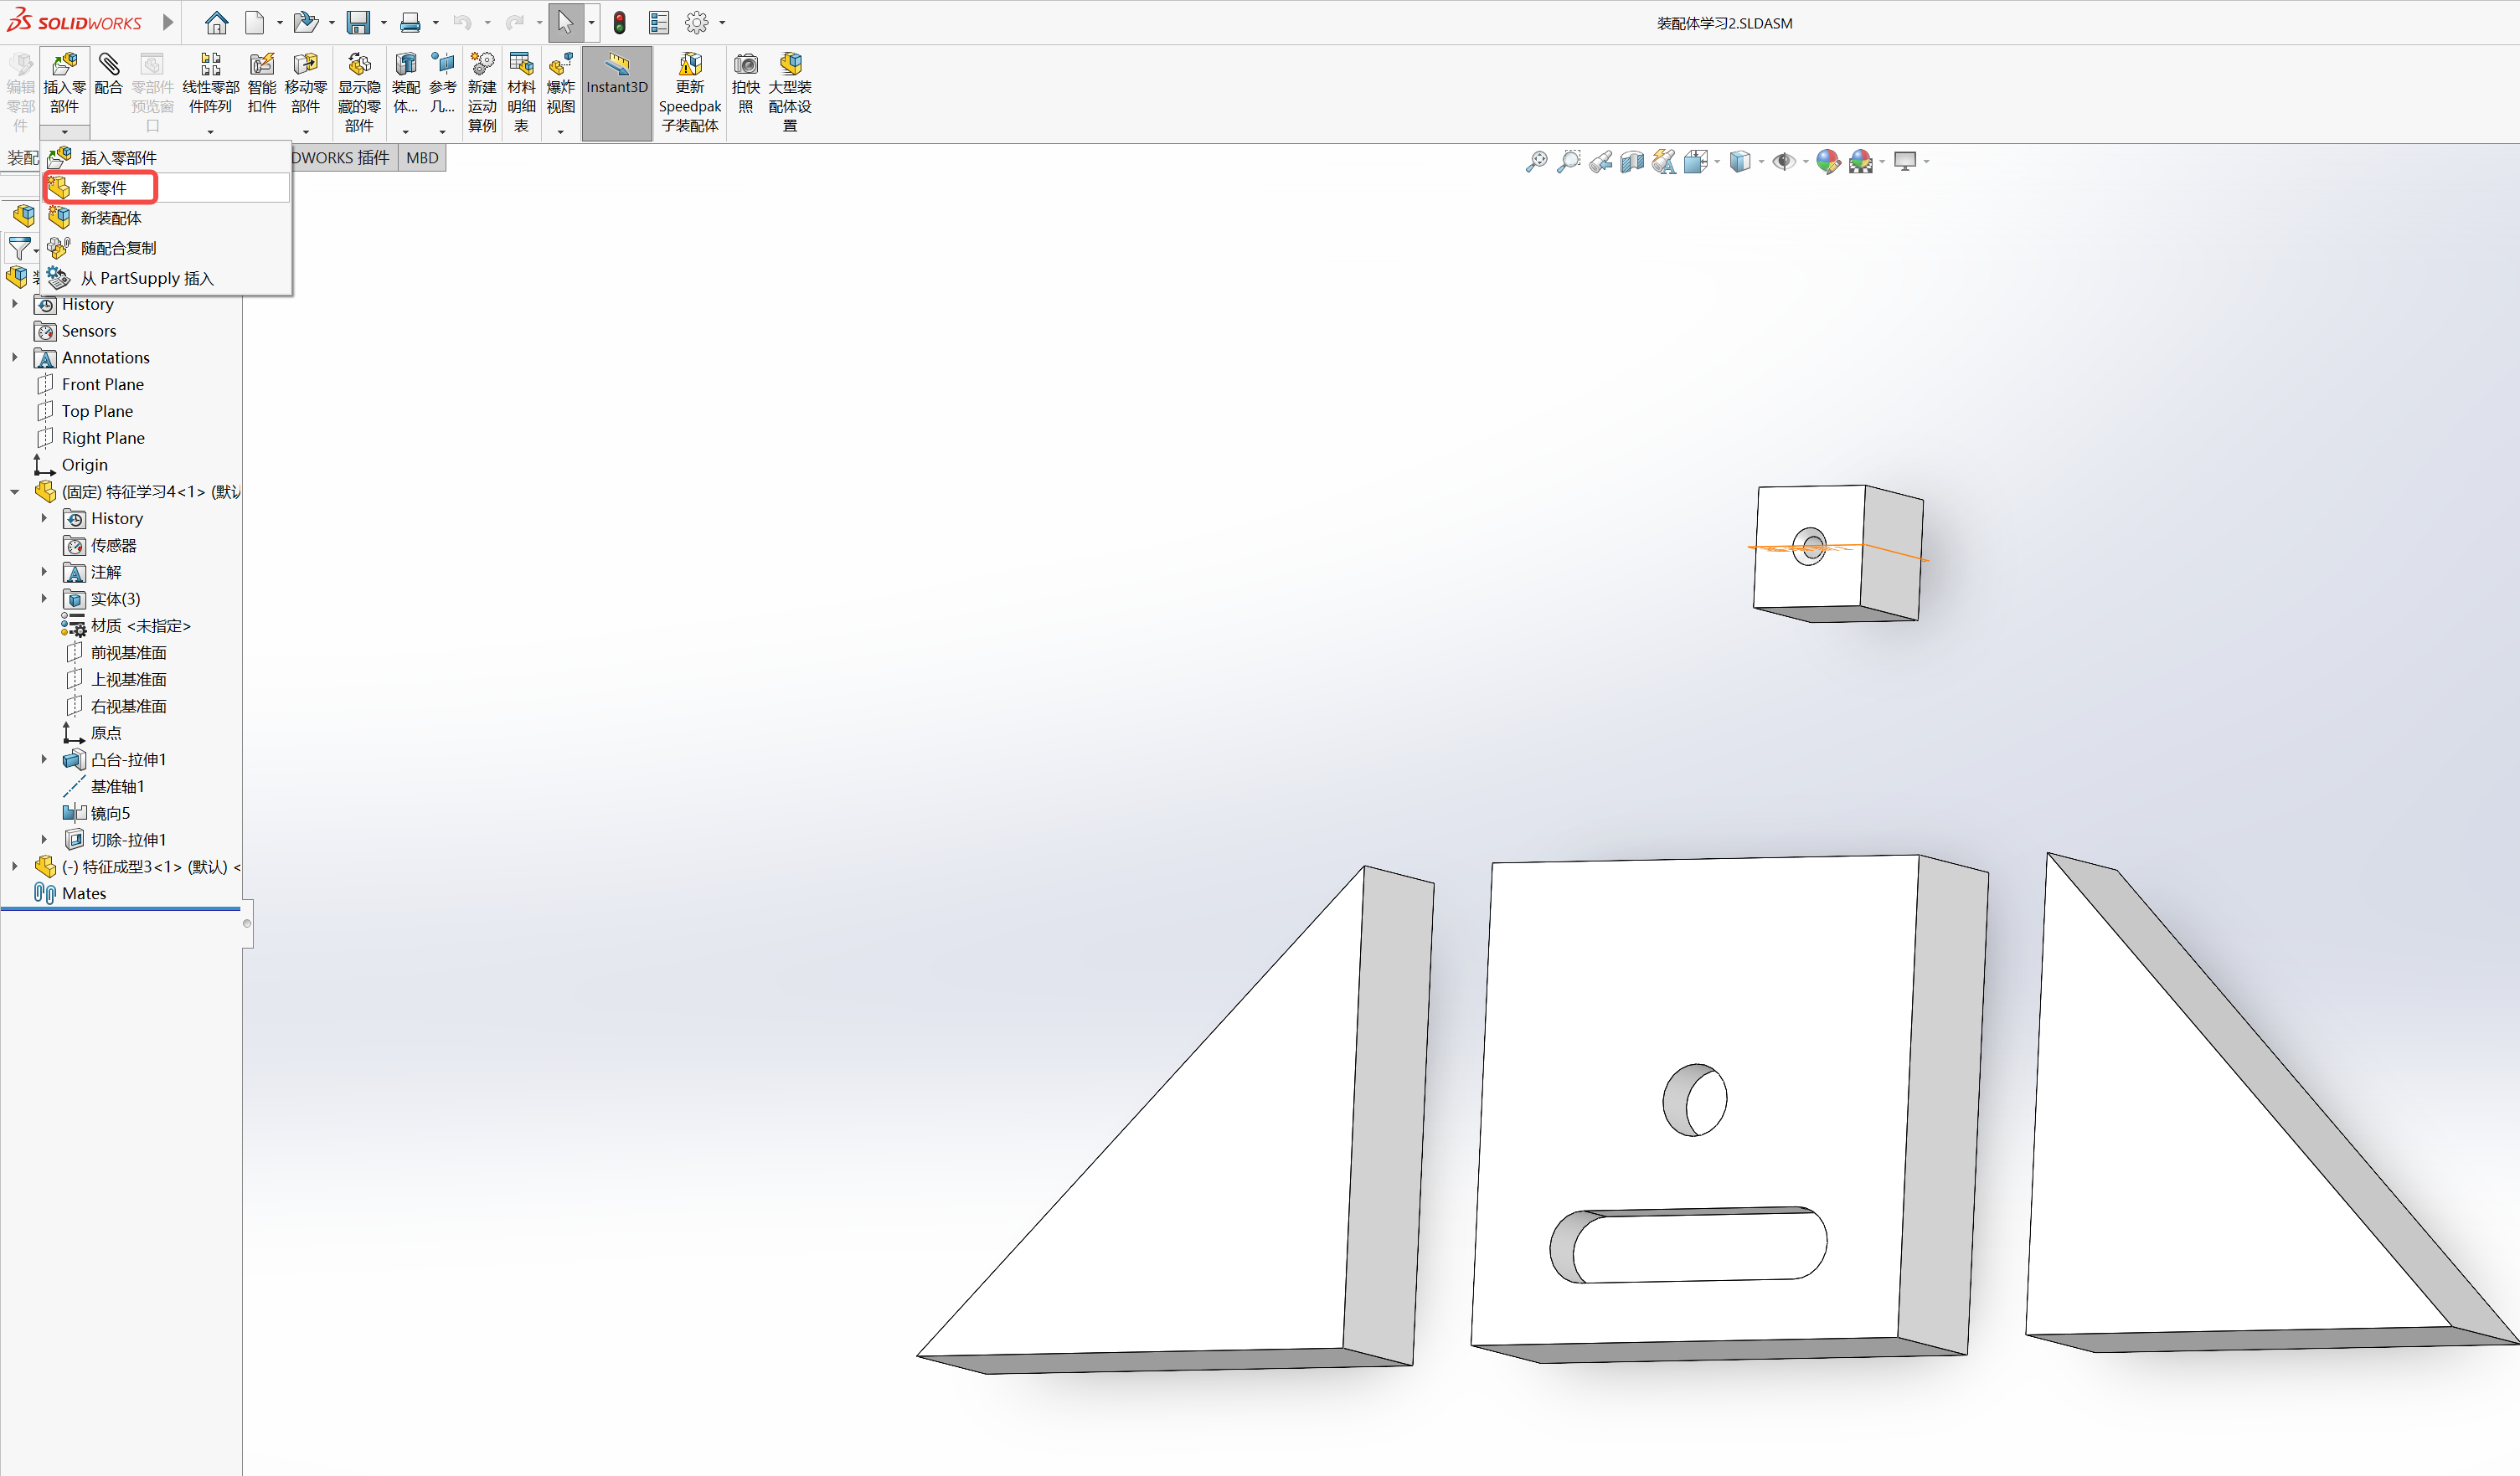 SOLIDWORKS
装配体学习2.SLDASM
编辑零部件
插入零部件
配合
零部件预览窗口
线性零部件阵列
智能扣件
移动零部件
显示隐藏的零部件
装配体...
参考几...
新建运动算例
材料明细表
爆炸视图
Instant3D
更新Speedpak子装配体
拍快照
大型装配体设置
装配
DWORKS 插件
MBD
插入零部件
新零件
新装配体
随配合复制
从 PartSupply 插入
History
Sensors
Annotations
Front Plane
Top Plane
Right Plane
Origin
(固定) 特征学习4<1> (默认
History
传感器
注解
实体(3)
材质 <未指定>
前视基准面
上视基准面
右视基准面
原点
凸台-拉伸1
基准轴1
镜向5
切除-拉伸1
(-) 特征成型3<1> (默认) <
Mates